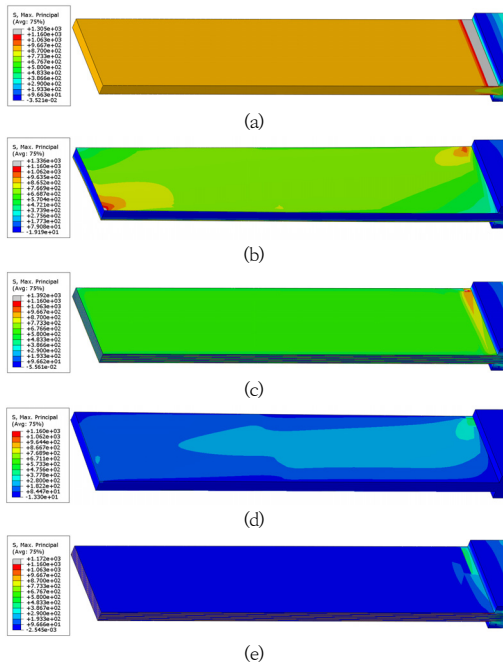 S, Max. Principal
(Avg: 75%)
+1.305e+03
+1.160e+03
+1.063e+03
+9.667e+02
+8.700e+02
+7.733e+02
+6.767e+02
+5.800e+02
+4.833e+02
+3.866e+02
+2.900e+02
+1.933e+02
+9.663e+01
-3.521e-02
(a)
S, Max. Principal
(Avg: 75%)
+1.336e+03
+1.160e+03
+1.062e+03
+9.635e+02
+8.652e+02
+7.669e+02
+6.687e+02
+5.704e+02
+4.721e+02
+3.739e+02
+2.756e+02
+1.773e+02
+7.908e+01
-1.919e+01
(b)
S, Max. Principal
(Avg: 75%)
+1.392e+03
+1.160e+03
+1.063e+03
+9.667e+02
+8.700e+02
+7.733e+02
+6.766e+02
+5.800e+02
+4.833e+02
+3.866e+02
+2.900e+02
+1.933e+02
+9.662e+01
-5.561e-02
(c)
S, Max. Principal
(Avg: 75%)
+1.160e+03
+1.062e+03
+9.644e+02
+8.667e+02
+7.689e+02
+6.711e+02
+5.733e+02
+4.756e+02
+3.778e+02
+2.800e+02
+1.822e+02
+8.447e+01
-1.330e+01
(d)
S, Max. Principal
(Avg: 75%)
+1.172e+03
+1.160e+03
+1.063e+03
+9.667e+02
+8.700e+02
+7.733e+02
+6.767e+02
+5.800e+02
+4.833e+02
+3.867e+02
+2.900e+02
+1.933e+02
+9.666e+01
-2.545e-03
(e)